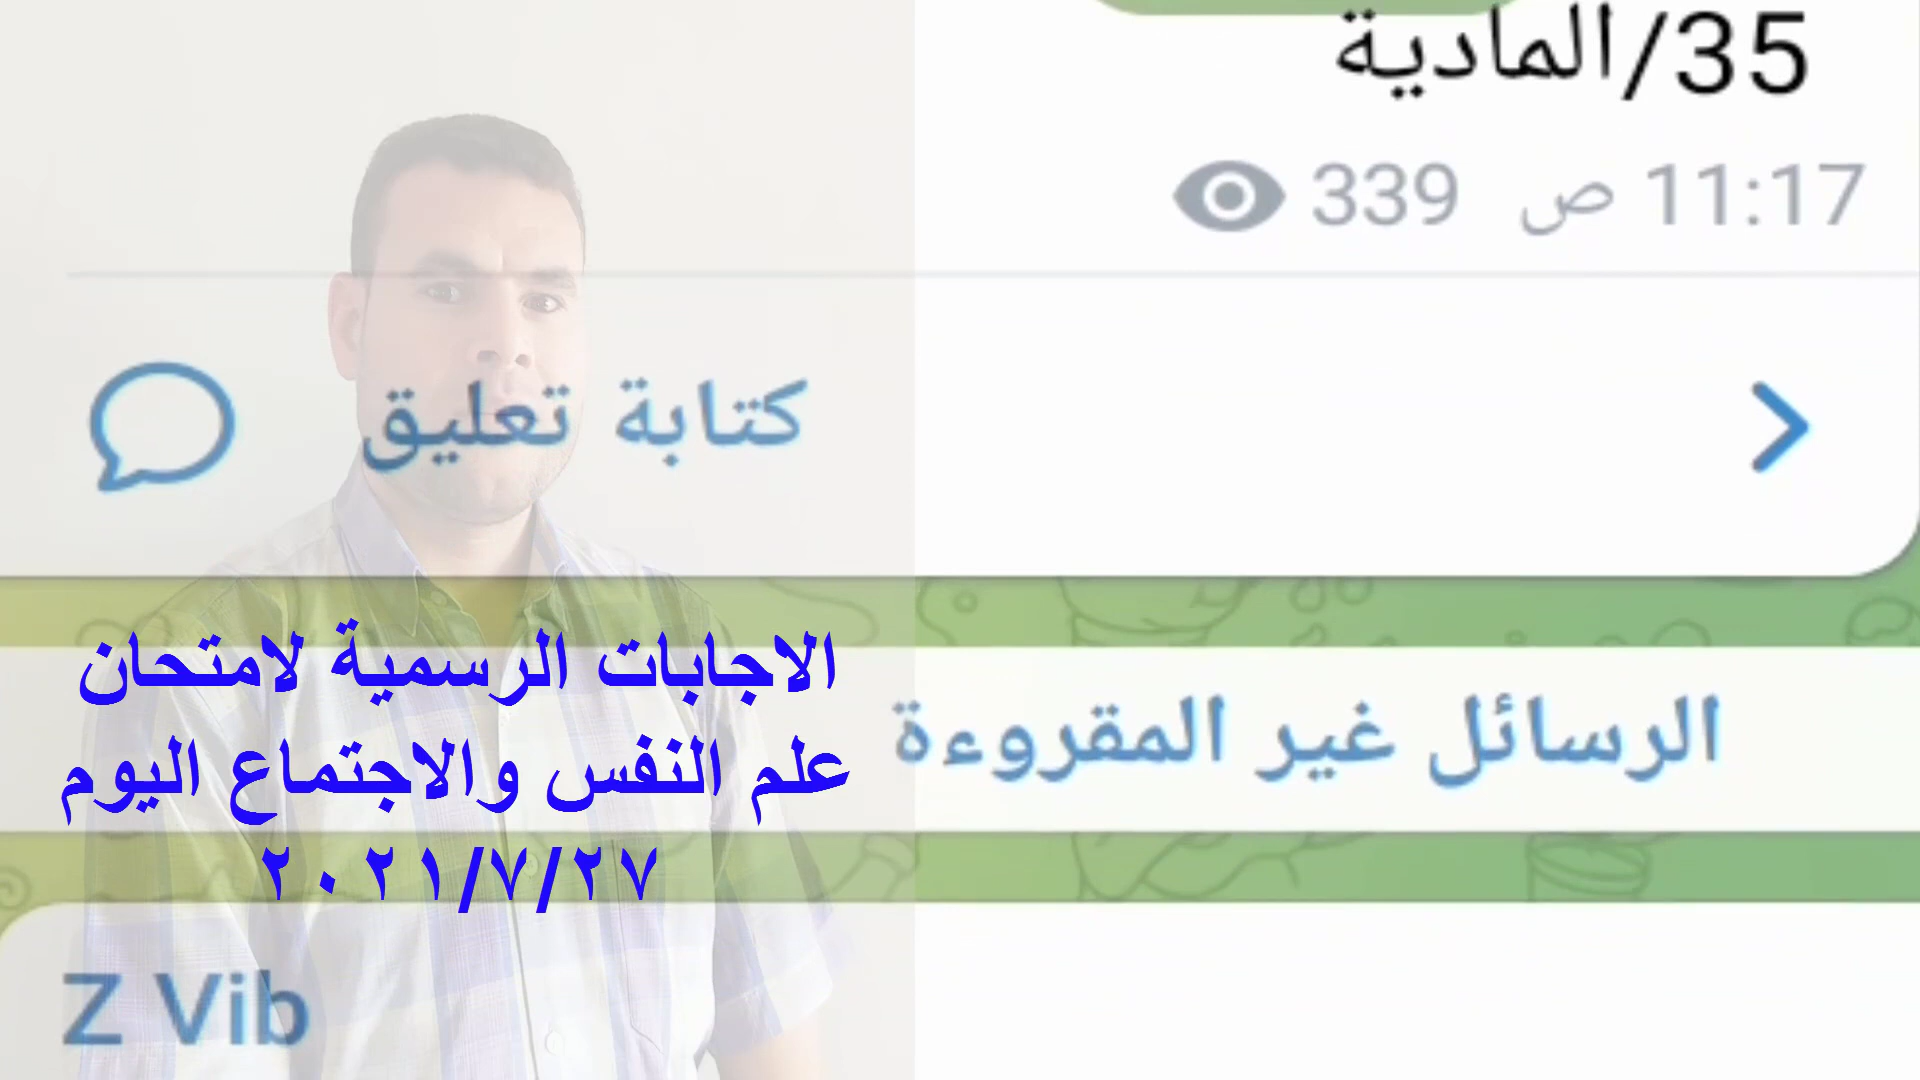 35/المادية
11:17 ص 339
كتابة تعليق
الاجابات الرسمية لامتحان
علم النفس والاجتماع اليوم
٢٠٢١/٧/٢٧
الرسائل غير المقروءة
Z Vib